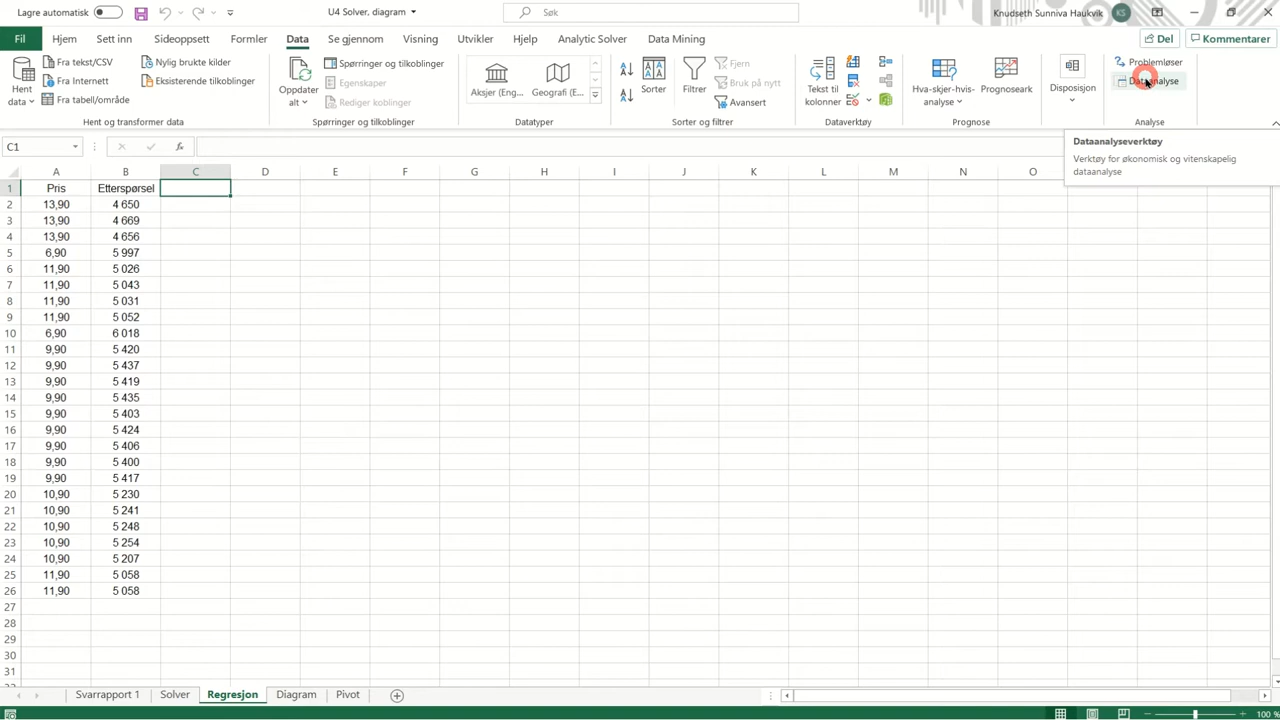 Lagre automatisk
U4 Solver, diagram
Søk
Knudseth Sunniva Haukvik
KS
Fil
Hjem
Sett inn
Sideoppsett
Formler
Data
Se gjennom
Visning
Utvikler
Hjelp
Analytic Solver
Data Mining
Del
Kommentarer
Hent
data
Fra tekst/CSV
Fra Internett
Fra tabell/område
Nylig brukte kilder
Eksisterende tilkoblinger
Hent og transformer data
Oppdater
alt
Spørringer og tilkoblinger
Egenskaper
Rediger koblinger
Spørringer og tilkoblinger
Aksjer (Eng...
Geografi (E...
Datatyper
Sorter
Filtrer
Fjern
Bruk på nytt
Avansert
Sorter og filtrer
Tekst til
kolonner
Dataverktøy
Hva-skjer-hvis-
analyse
Prognoseark
Prognose
Disposijon
Problemløser
Dataanalyse
Analyse
C1
fx
Dataanalyseverktøy
Verktøy for økonomisk og vitenskapelig
dataanalyse
A B C D E F G H I J K L M N O
1 Pris Etterspørsel
2 13,90 4 650
3 13,90 4 669
4 13,90 4 656
5 6,90 5 997
6 11,90 5 026
7 11,90 5 043
8 11,90 5 031
9 11,90 5 052
10 6,90 6 018
11 9,90 5 420
12 9,90 5 437
13 9,90 5 419
14 9,90 5 435
15 9,90 5 403
16 9,90 5 424
17 9,90 5 406
18 9,90 5 400
19 9,90 5 417
20 10,90 5 230
21 10,90 5 241
22 10,90 5 248
23 10,90 5 254
24 10,90 5 207
25 11,90 5 058
26 11,90 5 058
27
28
29
30
31
Svarrapport 1
Solver
Regresjon
Diagram
Pivot
100 %